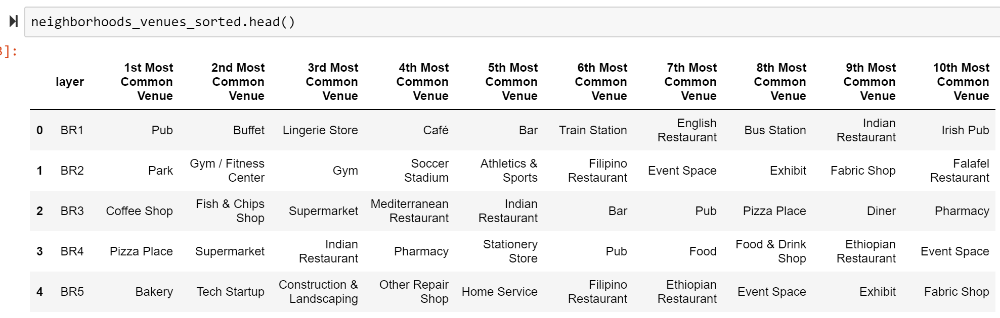 neighborhoods_venues_sorted.head()
3]:
layer 1st Most Common Venue 2nd Most Common Venue 3rd Most Common Venue 4th Most Common Venue 5th Most Common Venue 6th Most Common Venue 7th Most Common Venue 8th Most Common Venue 9th Most Common Venue 10th Most Common Venue
0 BR1 Pub Buffet Lingerie Store Café Bar Train Station English Restaurant Bus Station Indian Restaurant Irish Pub
1 BR2 Park Gym / Fitness Center Gym Soccer Stadium Athletics & Sports Filipino Restaurant Event Space Exhibit Fabric Shop Falafel Restaurant
2 BR3 Coffee Shop Fish & Chips Shop Supermarket Mediterranean Restaurant Indian Restaurant Bar Pub Pizza Place Diner Pharmacy
3 BR4 Pizza Place Supermarket Indian Restaurant Pharmacy Stationery Store Pub Food Food & Drink Shop Ethiopian Restaurant Event Space
4 BR5 Bakery Tech Startup Construction & Landscaping Other Repair Shop Home Service Filipino Restaurant Ethiopian Restaurant Event Space Exhibit Fabric Shop